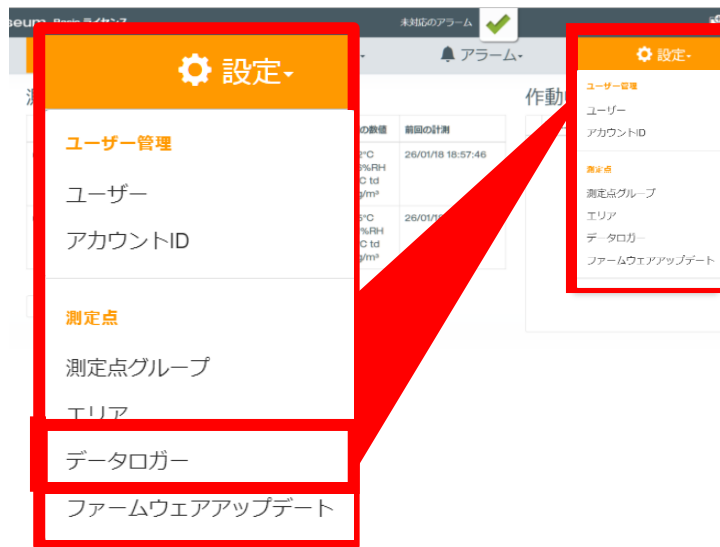 seum Basic ライセンス
未対応のアラーム
アラーム
設定
ユーザー管理
ユーザー
アカウントID
測定点
測定点グループ
エリア
データロガー
ファームウェアアップデート
の数値 前回の計測
°C 26/01/18 18:57:46
%RH
C td
/m³
°C 26/01/1
%RH
C td
/m³
作動
設定
ユーザー管理
ユーザー
アカウントID
測定点
測定点グループ
エリア
データロガー
ファームウェアアップデート